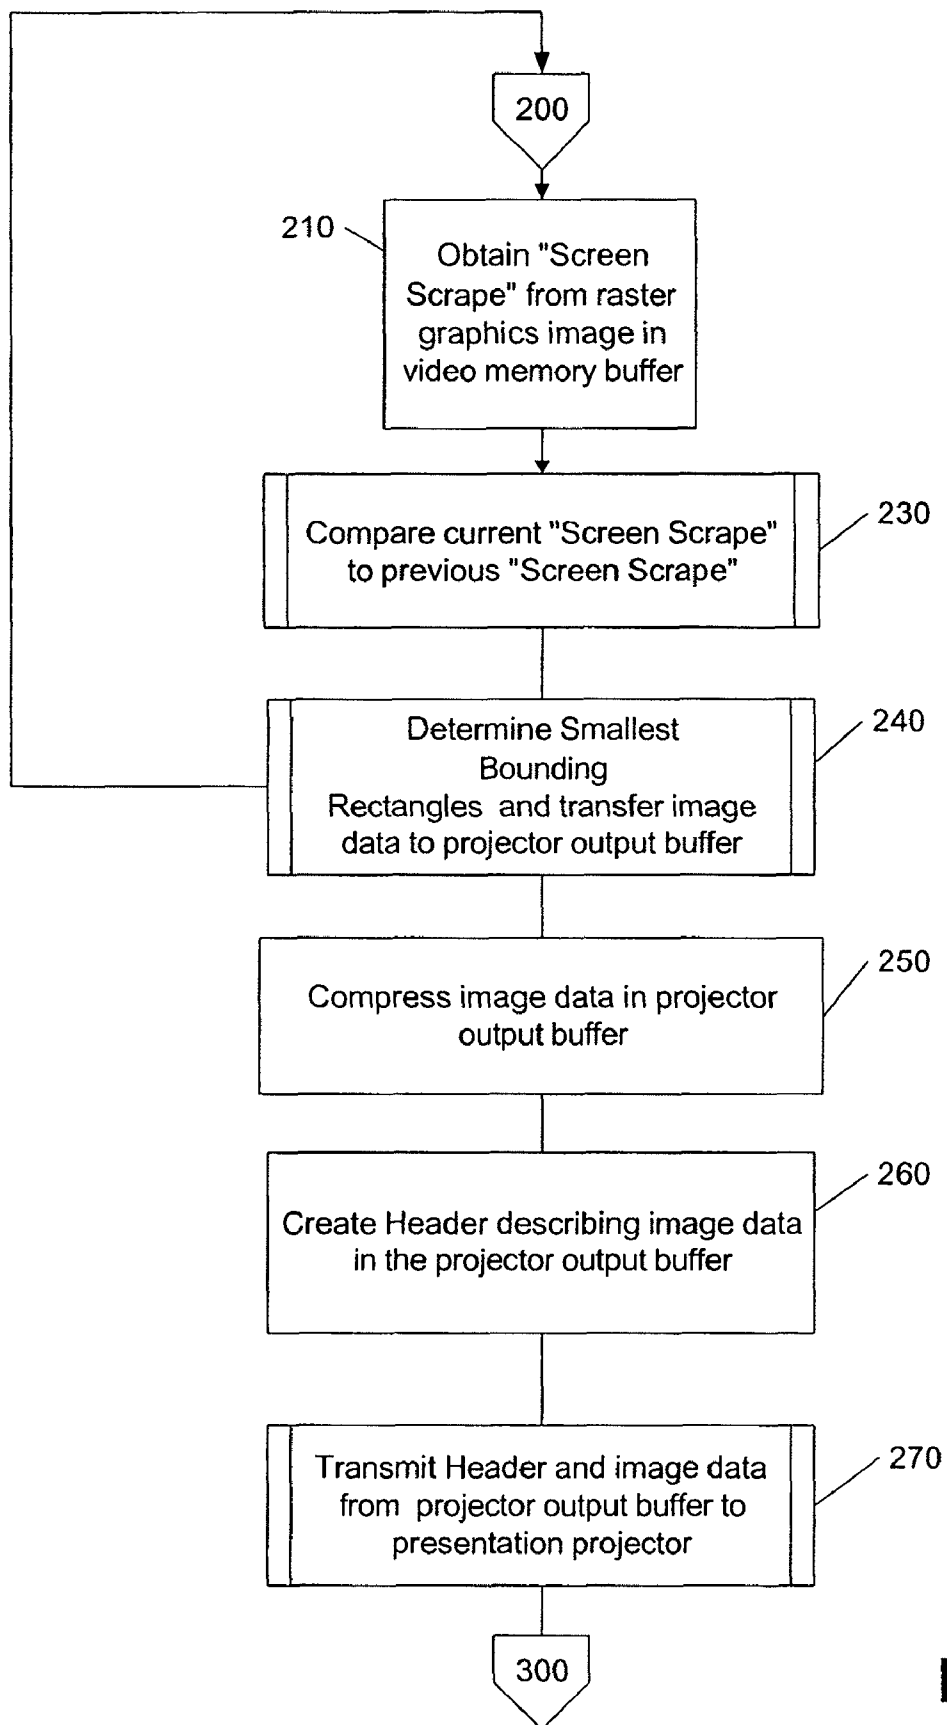 200
210
Obtain "Screen
Scrape" from raster
graphics image in
video memory buffer
Compare current "Screen Scrape"
to previous "Screen Scrape"
230
Determine Smallest
Bounding
Rectangles and transfer image
data to projector output buffer
240
Compress image data in projector
output buffer
250
Create Header describing image data
in the projector output buffer
260
Transmit Header and image data
from projector output buffer to
presentation projector
270
300